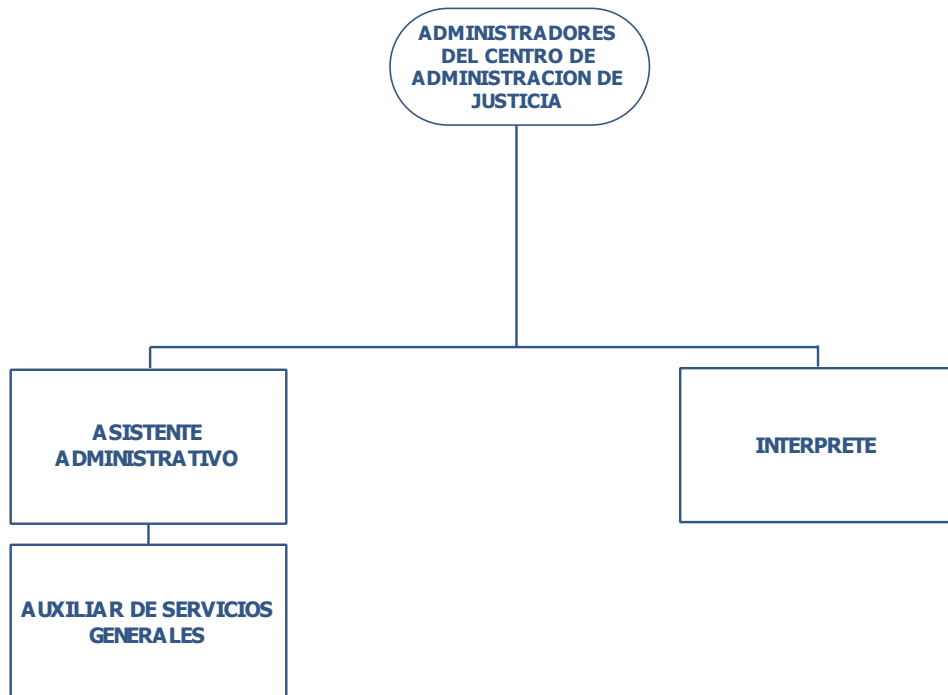 ADMINISTRADORES
DEL CENTRO DE
ADMINISTRACION DE
JUSTICIA
ASISTENTE
ADMINISTRATIVO
INTERPRETE
AUXILIAR DE SERVICIOS
GENERALES